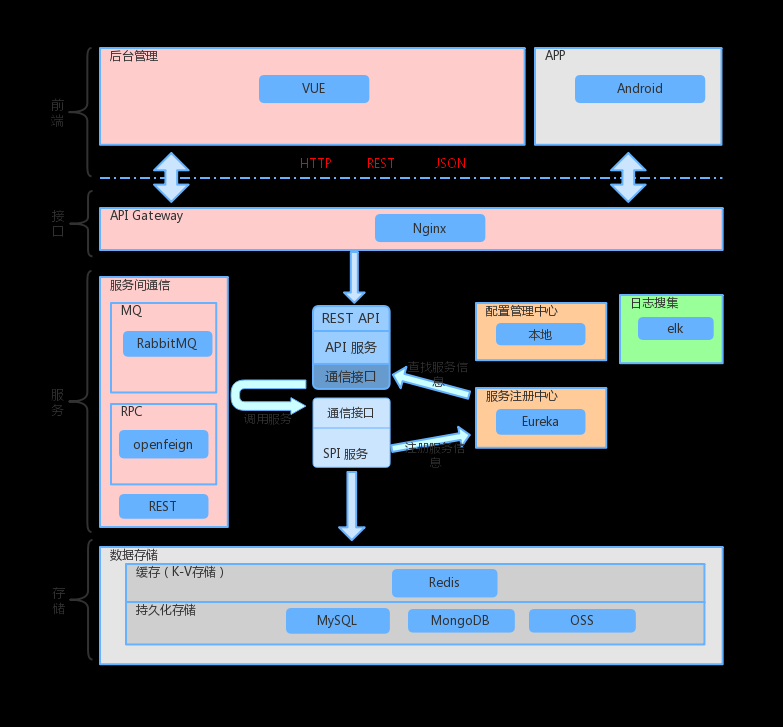 后台管理
VUE
APP
Android
前
端
HTTP REST JSON
接
口
API Gateway
Nginx
服
务
服务间通信
MQ
RabbitMQ
RPC
openfeign
REST
REST API
API 服务
通信接口
通信接口
SPI 服务
调用服务
查找服务信
息
注册服务信
息
配置管理中心
本地
服务注册中心
Eureka
日志搜集
elk
存
储
数据存储
缓存（K-V存储）
Redis
持久化存储
MySQL
MongoDB
OSS